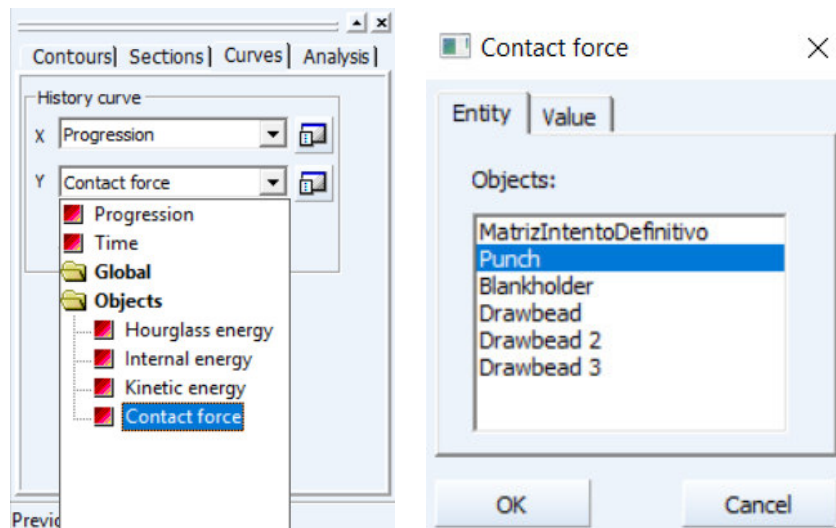 Contours Sections Curves Analysis
History curve
X Progression
Y Contact force
Progression
Time
Global
Objects
Hourglass energy
Internal energy
Kinetic energy
Contact force
Contact force
Entity Value
Objects:
MatrizIntentoDefinitivo
Punch
Blankholder
Drawbead
Drawbead 2
Drawbead 3
OK Cancel